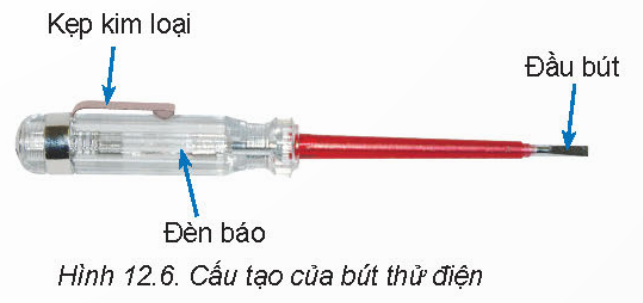 Kẹp kim loại
Đầu bút
Đèn báo
Hình 12.6. Cấu tạo của bút thử điện